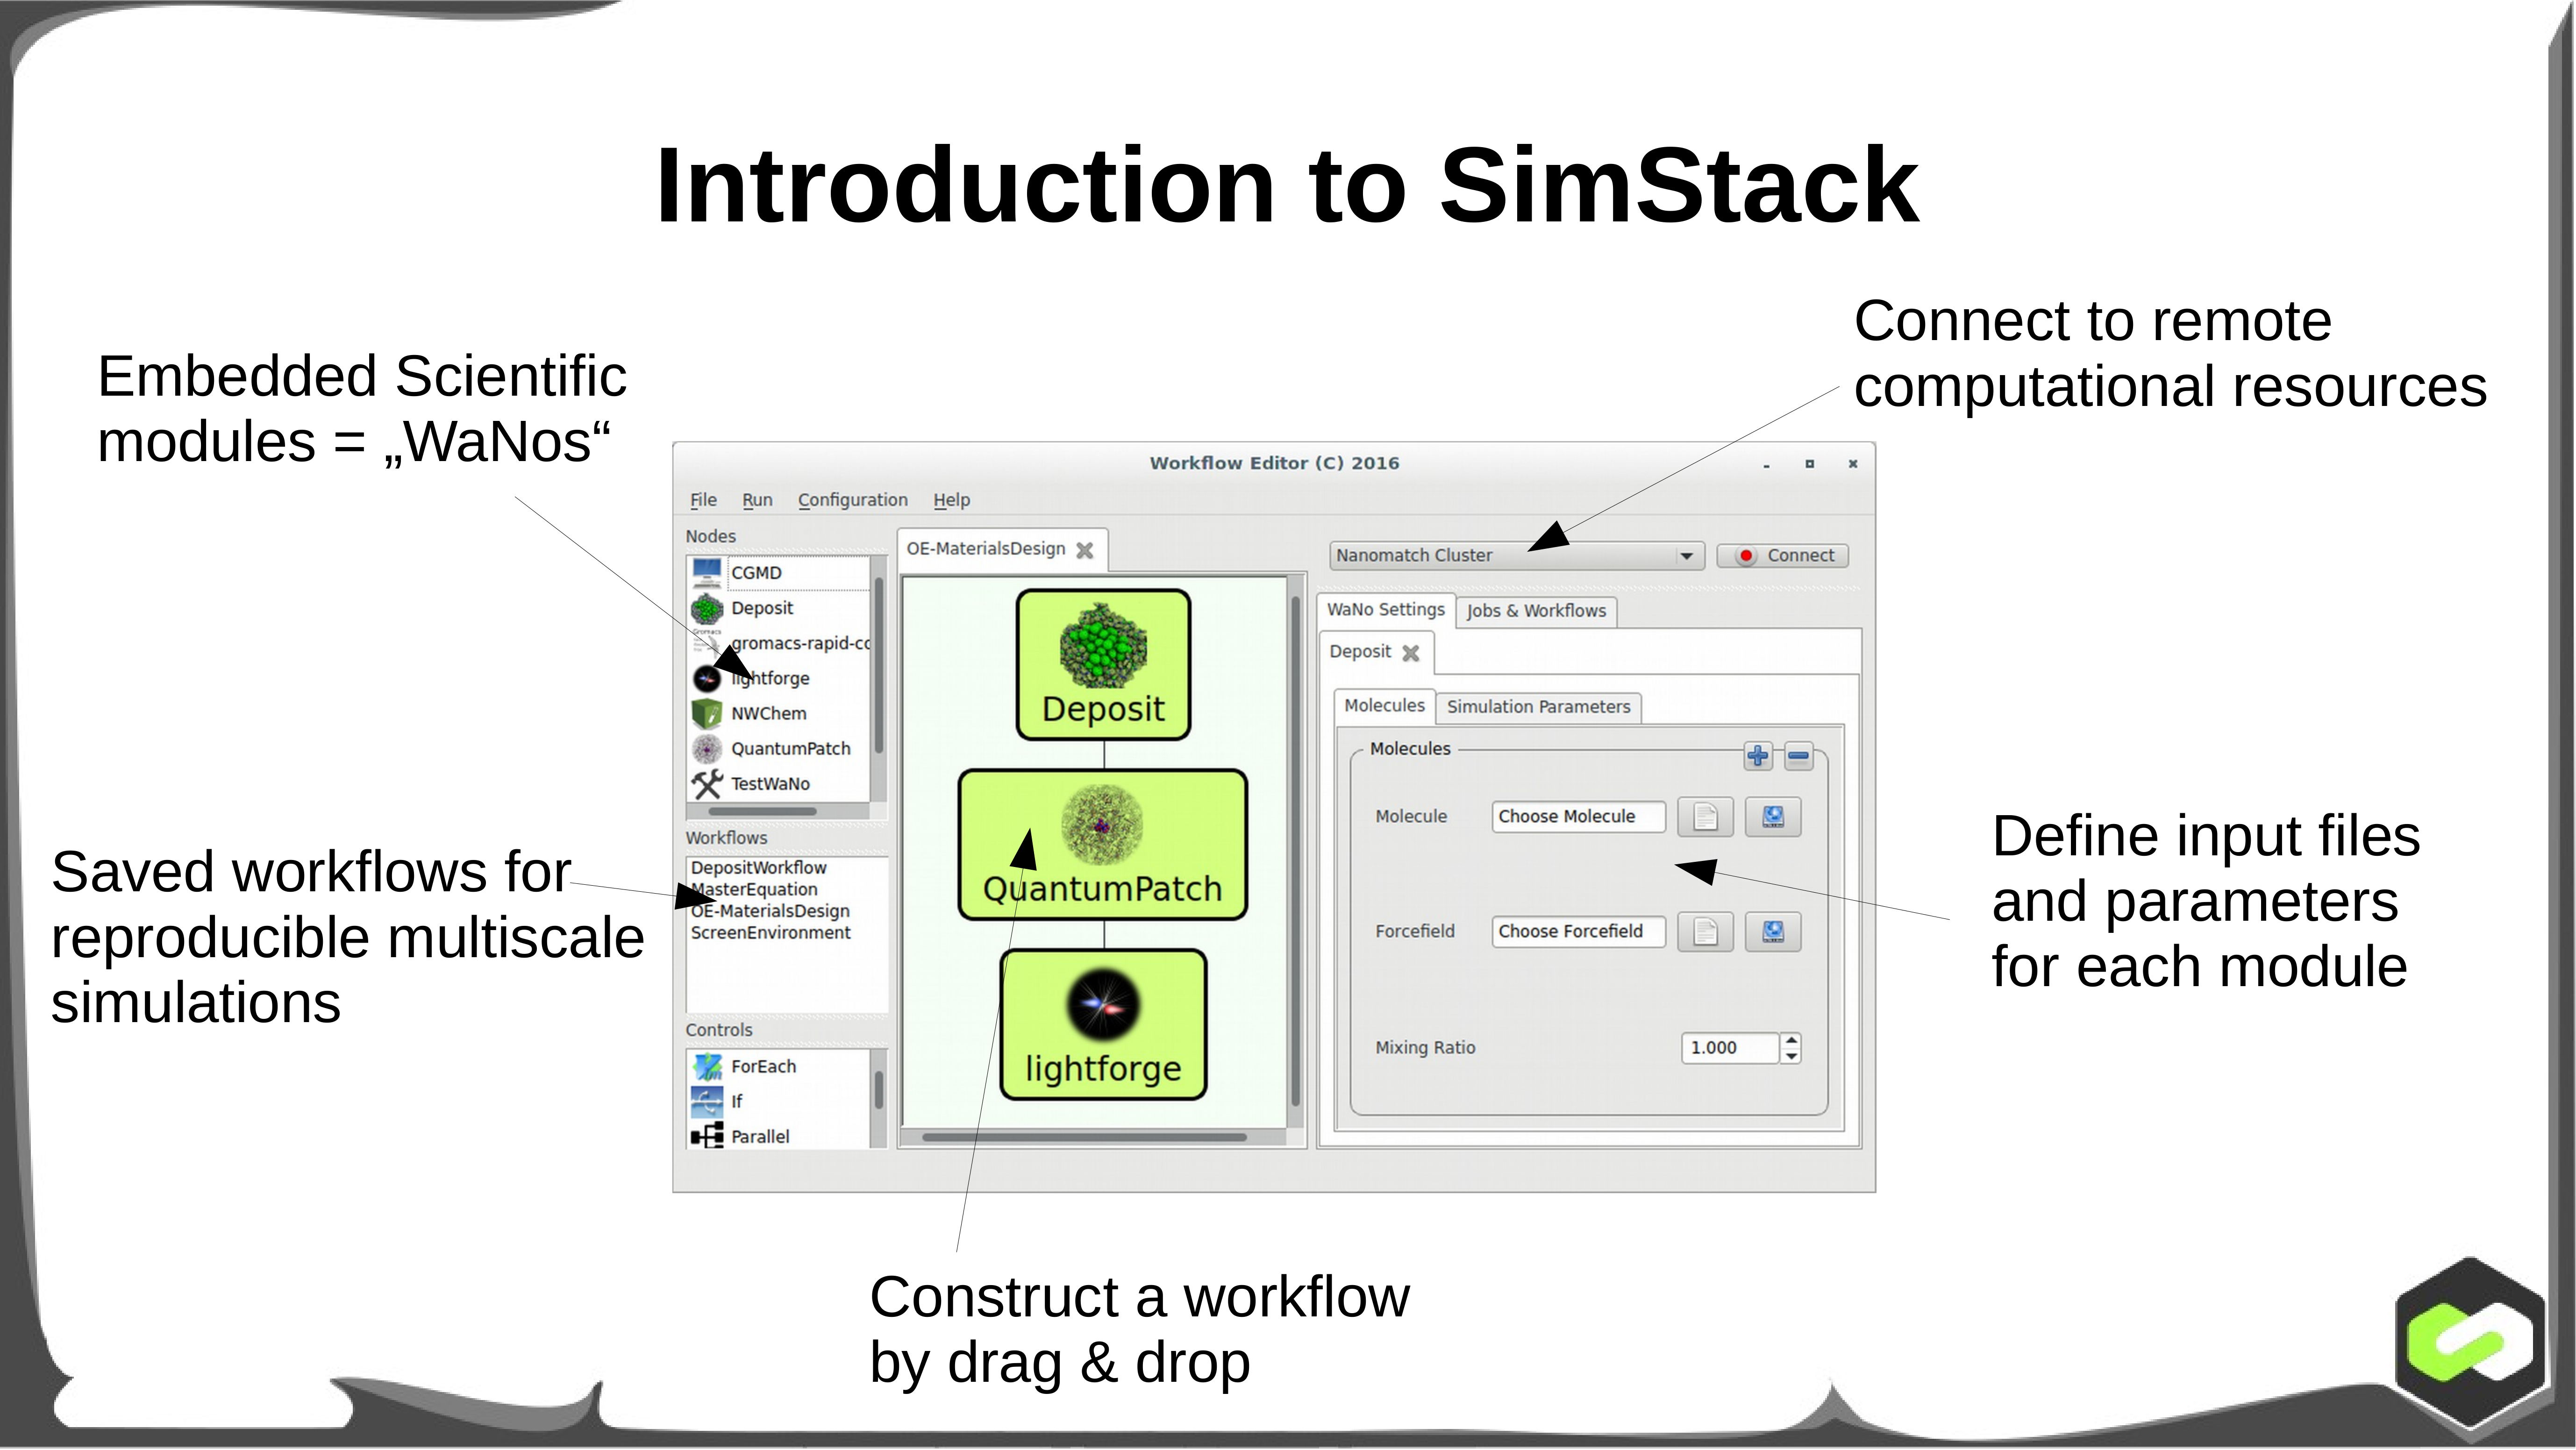 Introduction to SimStack
Connect to remote
computational resources
Embedded Scientific
modules = „WaNos“
Workflow Editor (C) 2016
File Run Configuration Help
Nodes
CGMD
Deposit
gromacs-rapid-co
lightforge
NWChem
QuantumPatch
TestWaNo
Workflows
DepositWorkflow
MasterEquation
OE-MaterialsDesign
ScreenEnvironment
Controls
ForEach
If
Parallel
OE-MaterialsDesign
Deposit
QuantumPatch
lightforge
Nanomatch Cluster Connect
WaNo Settings Jobs & Workflows
Deposit
Molecules Simulation Parameters
Molecules
Molecule Choose Molecule
Forcefield Choose Forcefield
Mixing Ratio 1.000
Saved workflows for
reproducible multiscale
simulations
Define input files
and parameters
for each module
Construct a workflow
by drag & drop